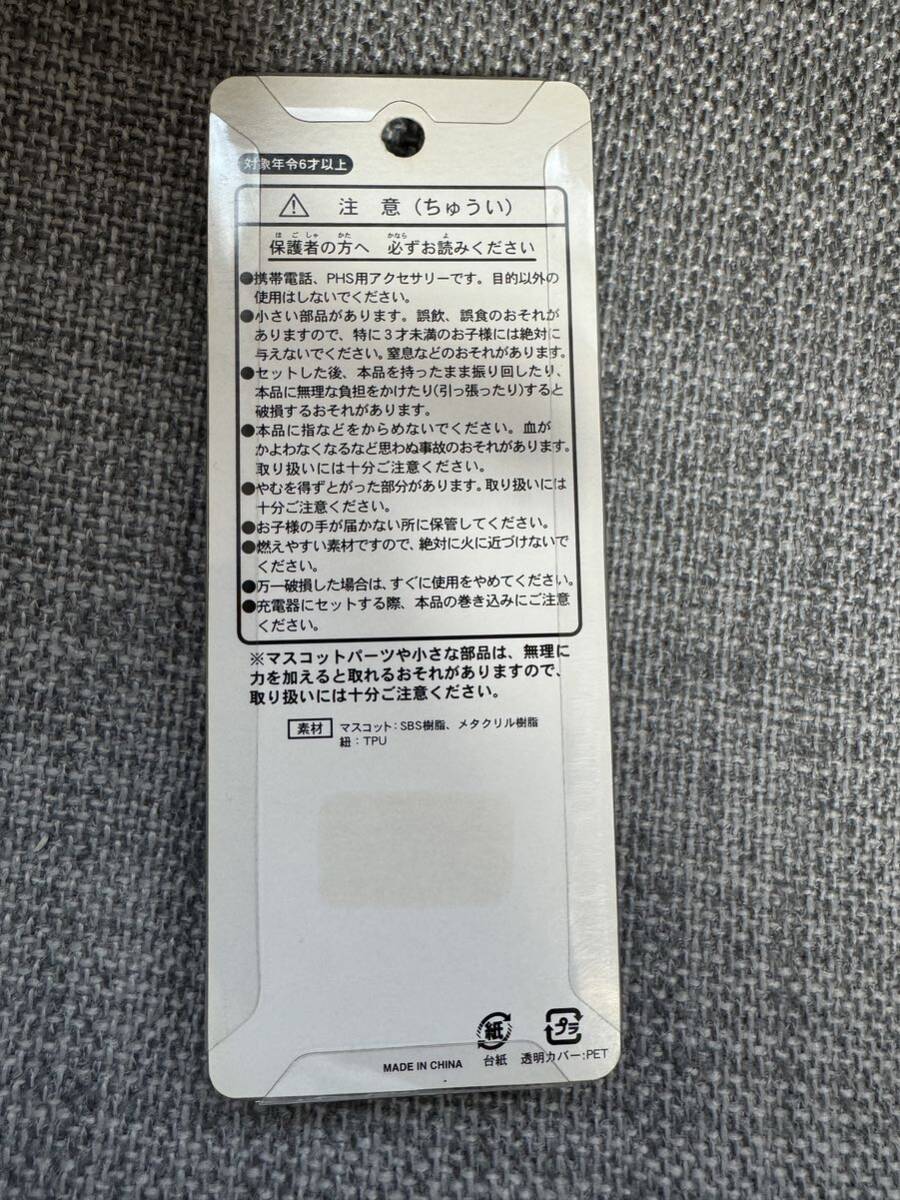 対象年令6才以上
⚠ 注 意（ちゅうい）
保護者の方へ 必ずお読みください
●携帯電話、PHS用アクセサリーです。目的以外の
使用はしないでください。
●小さい部品があります。誤飲、誤食のおそれが
ありますので、特に３才未満のお子様には絶対に
与えないでください。窒息などのおそれがあります。
●セットした後、本品を持ったまま振り回したり、
本品に無理な負担をかけたり(引っ張ったり)すると
破損するおそれがあります。
●本品に指などをからめないでください。血が
かよわなくなるなど思わぬ事故のおそれがあります。
取り扱いには十分ご注意ください。
●やむを得ずとがった部分があります。取り扱いには
十分ご注意ください。
●お子様の手が届かない所に保管してください。
●燃えやすい素材ですので、絶対に火に近づけないで
ください。
●万一破損した場合は、すぐに使用をやめてください。
●充電器にセットする際、本品の巻き込みにご注意
ください。
※マスコットパーツや小さな部品は、無理に
力を加えると取れるおそれがありますので、
取り扱いには十分ご注意ください。
素材 マスコット：SBS樹脂、メタクリル樹脂
紐：TPU
紙 プラ
台紙 透明カバー:PET
MADE IN CHINA